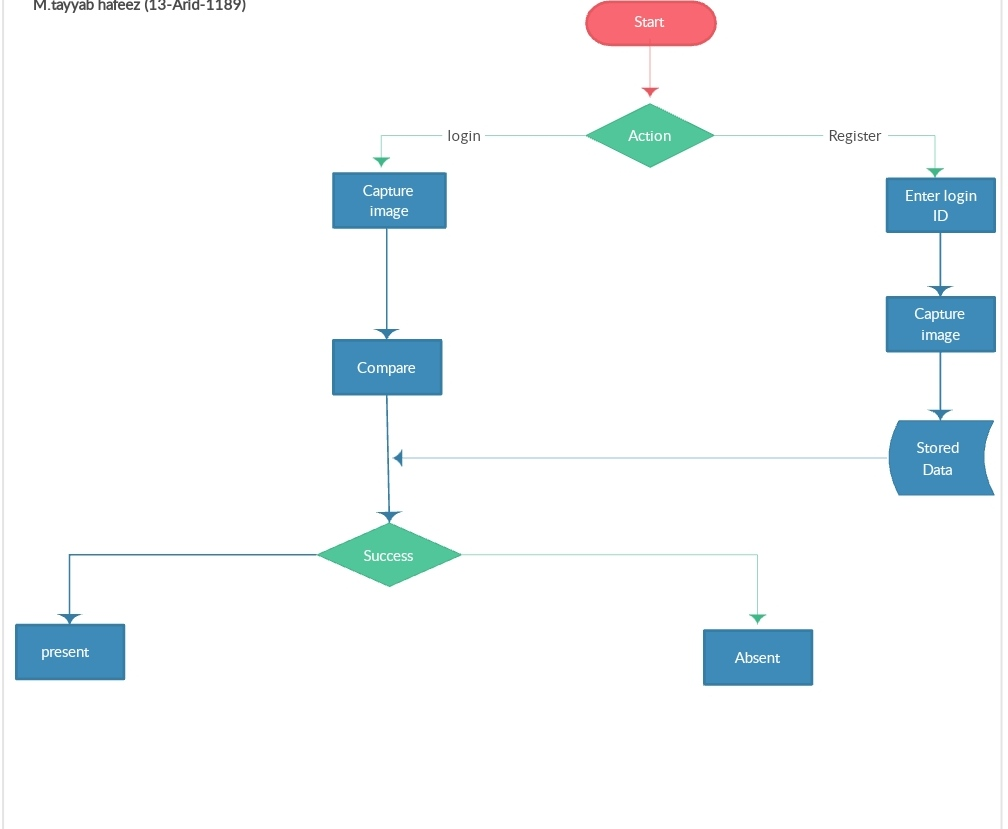 M.tayyab hafeez (13-Arid-1189)
Start
Action
login
Register
Capture
image
Enter login
ID
Capture
image
Compare
Stored
Data
Success
present
Absent